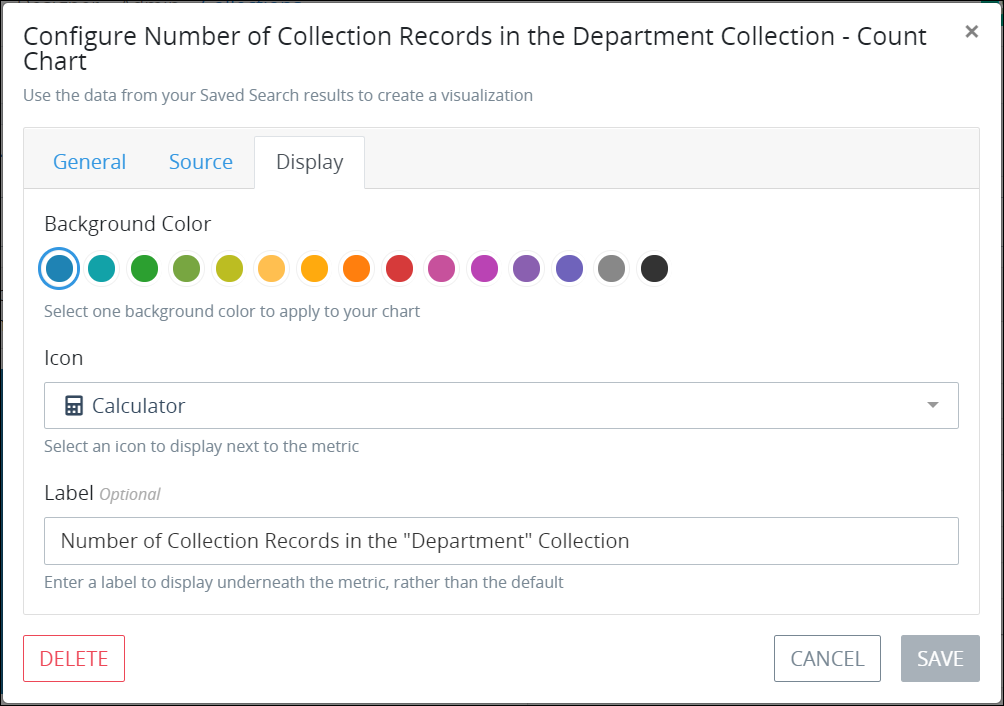 Configure Number of Collection Records in the Department Collection - Count
Chart
×
Use the data from your Saved Search results to create a visualization
General Source Display
Background Color
Select one background color to apply to your chart
Icon
Calculator
Select an icon to display next to the metric
Label Optional
Number of Collection Records in the "Department" Collection
Enter a label to display underneath the metric, rather than the default
DELETE CANCEL SAVE